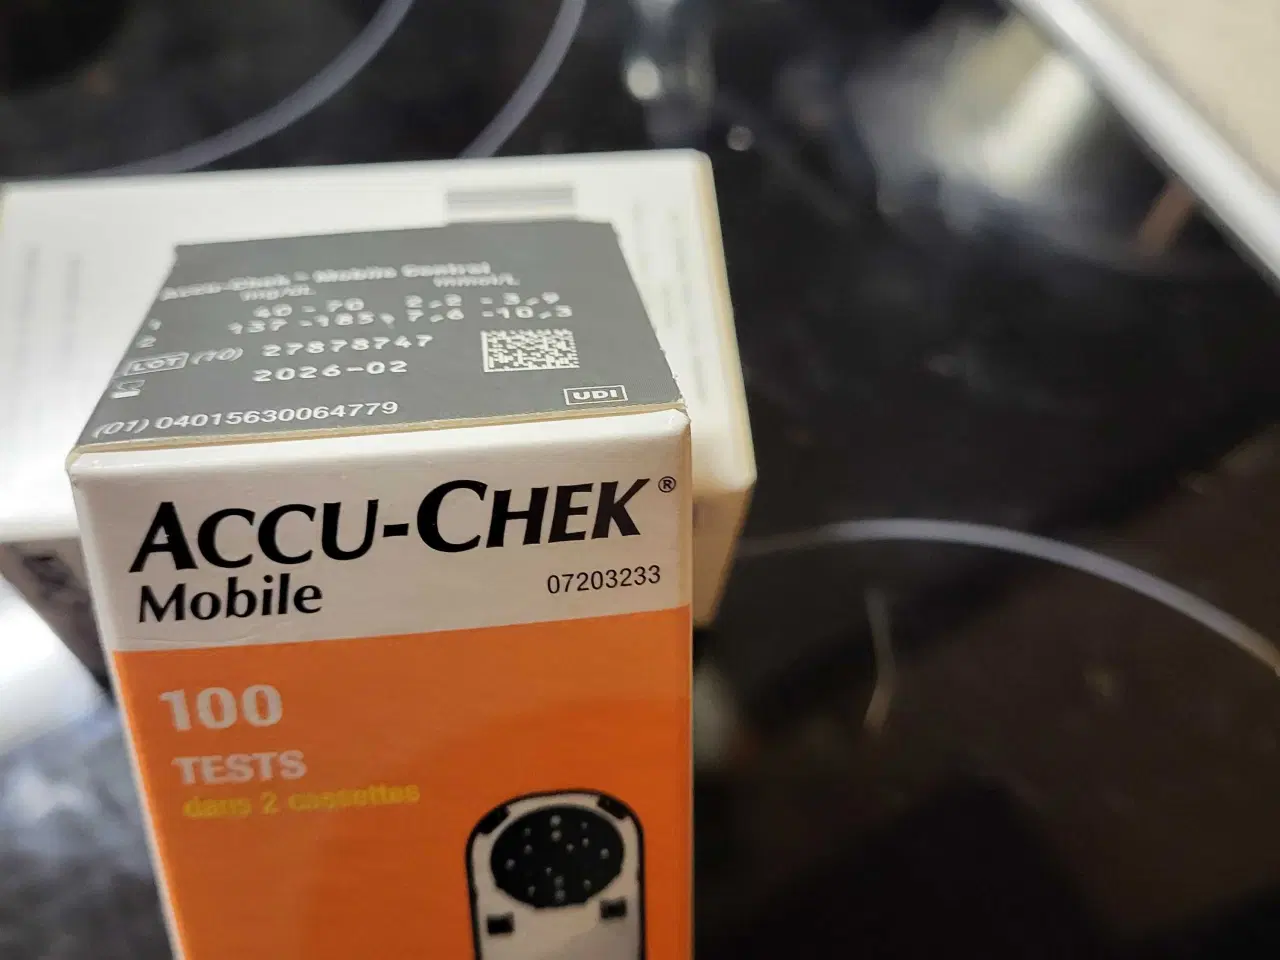 Accu-Chek Mobile Control
mg/dL mmol/L
1 40 - 70 2,2 - 3,9
2 137 -185 7,6 -10,3
LOT (10) 27878747
2026-02
UDI
(01) 04015630064779
ACCU-CHEK®
Mobile 07203233
100
TESTS
dans 2 cassettes